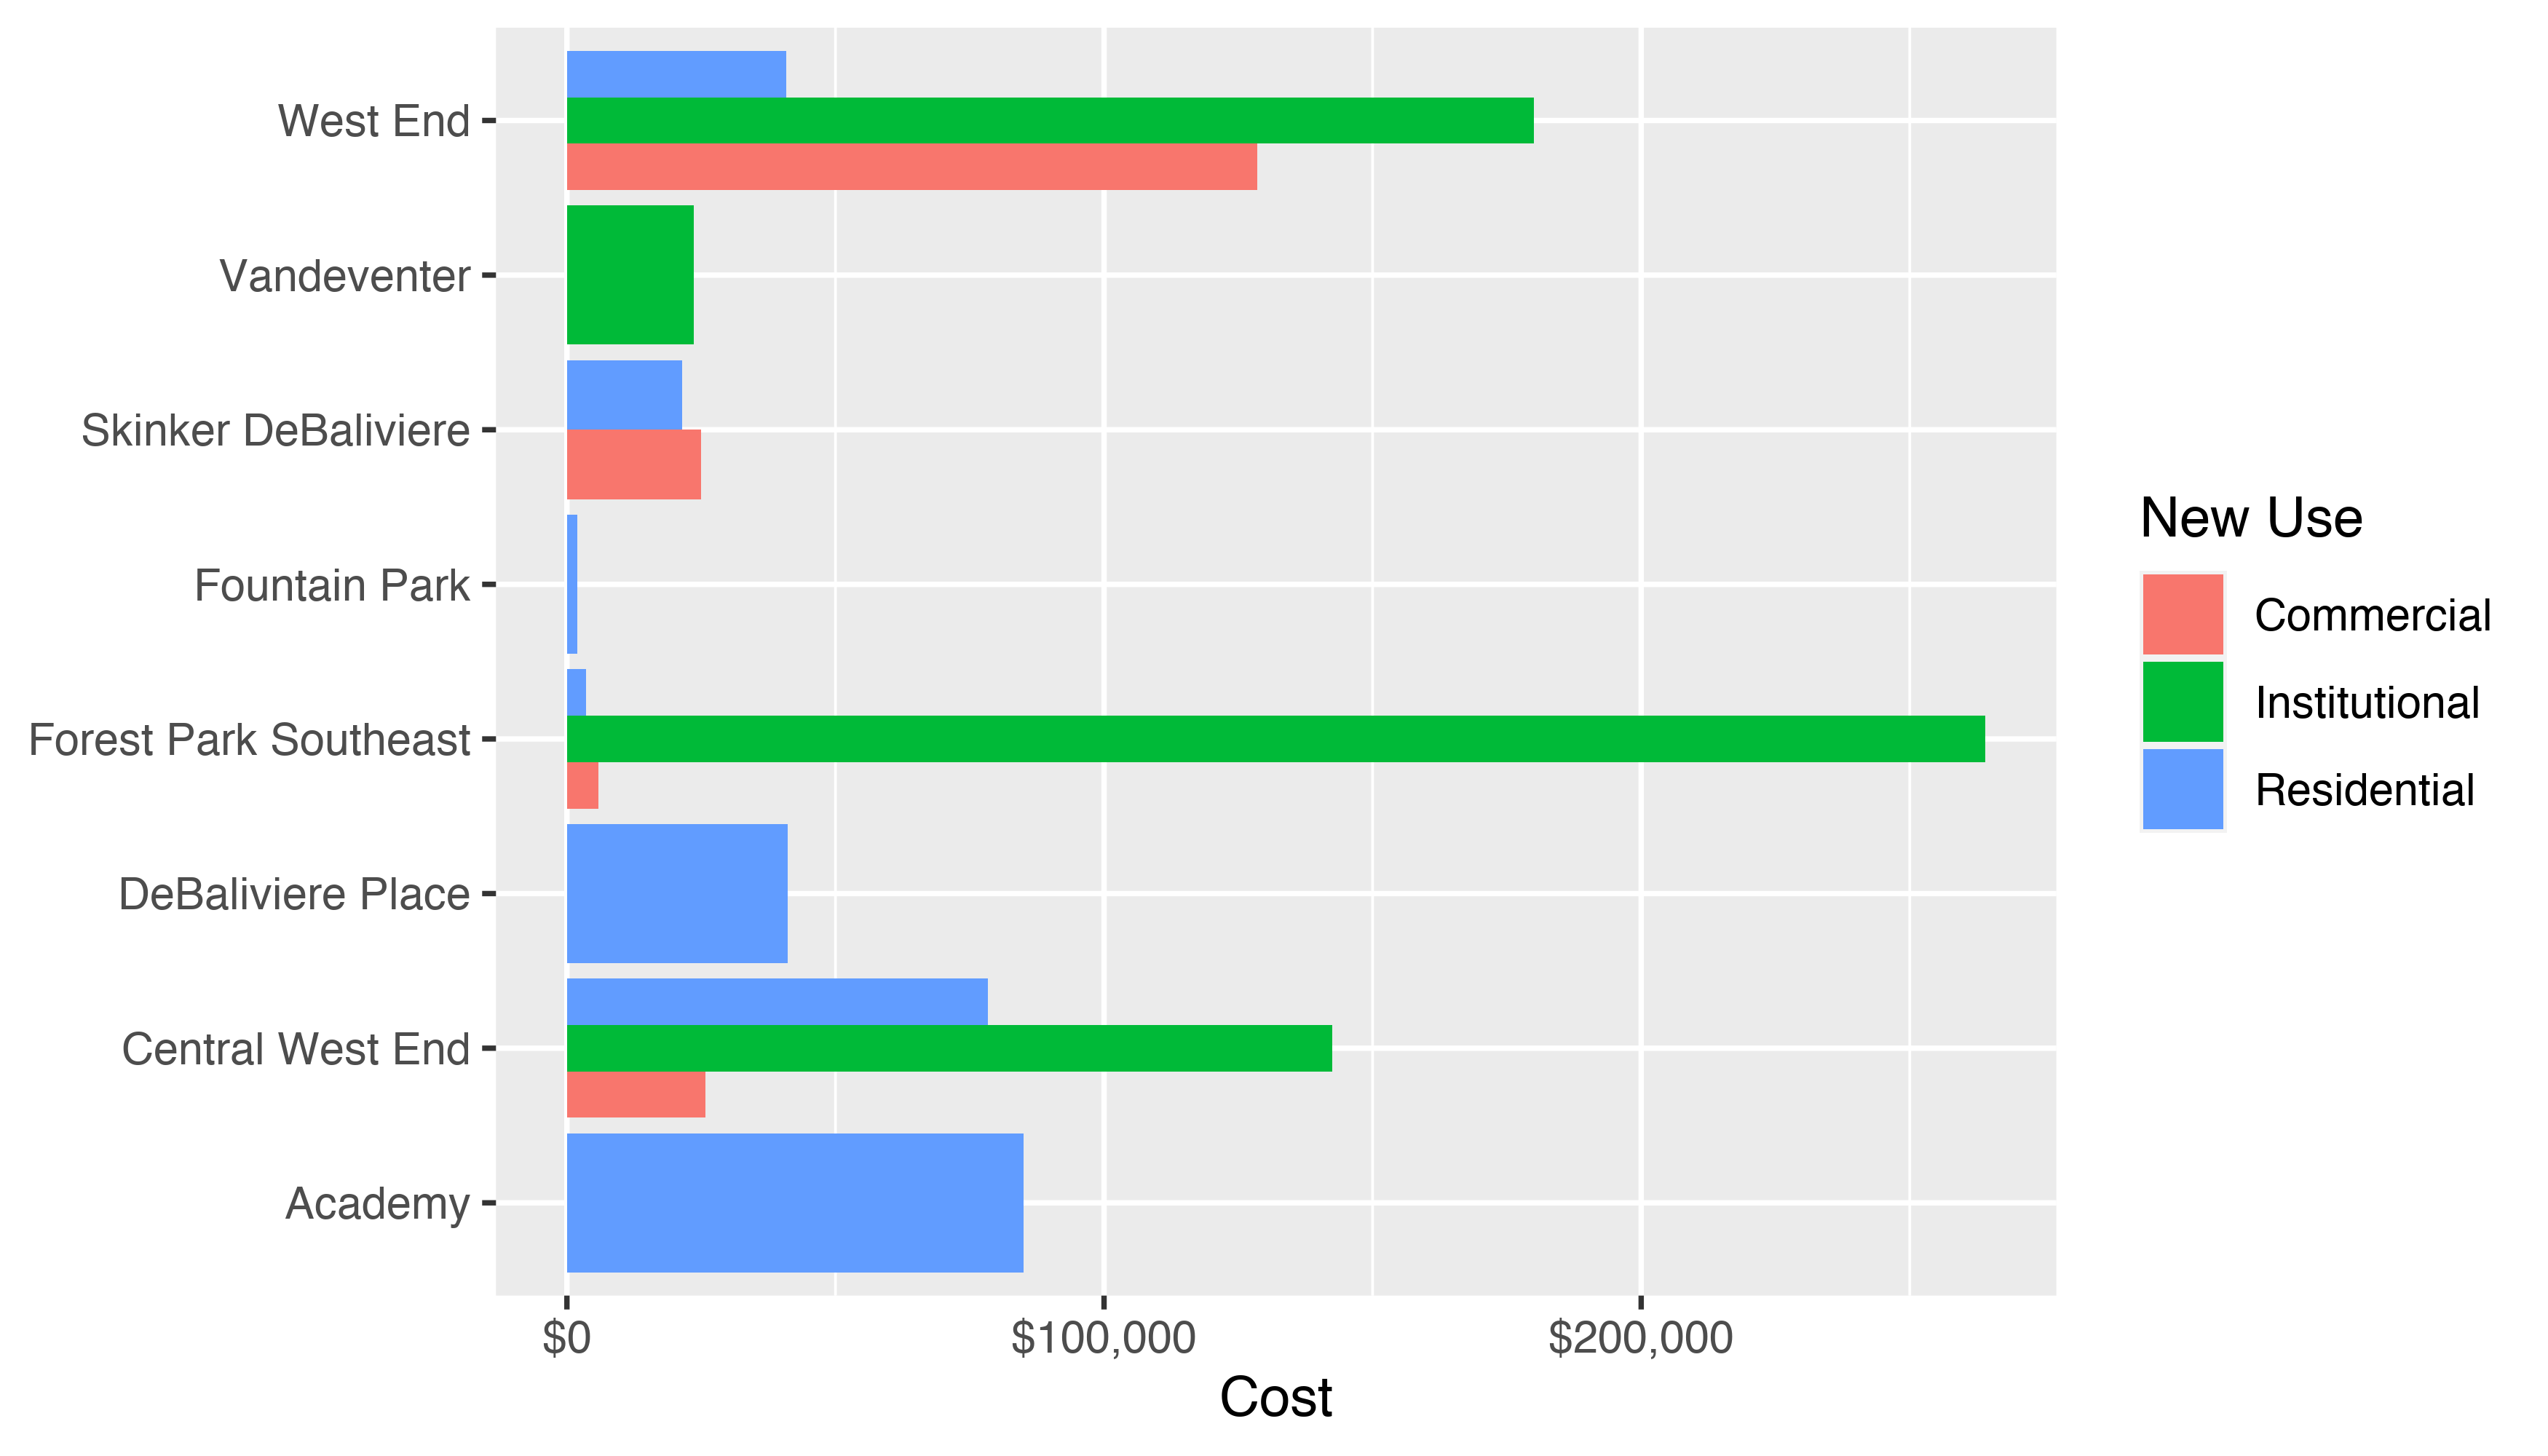 West End
Vandeventer
Skinker DeBaliviere
Fountain Park
Forest Park Southeast
DeBaliviere Place
Central West End
Academy
$0
$100,000
$200,000
Cost
New Use
Commercial
Institutional
Residential